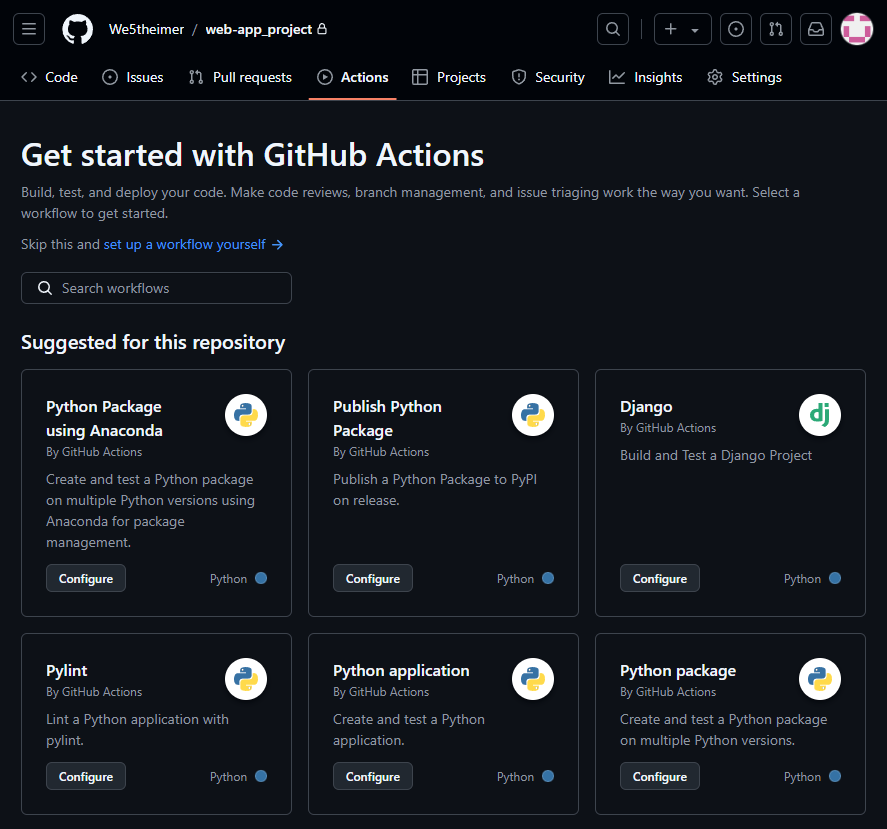 We5theimer / web-app_project
Code Issues Pull requests Actions Projects Security Insights Settings
Get started with GitHub Actions
Build, test, and deploy your code. Make code reviews, branch management, and issue triaging work the way you want. Select a
workflow to get started.
Skip this and set up a workflow yourself →
Search workflows
Suggested for this repository
Python Package
using Anaconda
By GitHub Actions
Create and test a Python package
on multiple Python versions using
Anaconda for package
management.
Configure Python
Publish Python
Package
By GitHub Actions
Publish a Python Package to PyPI
on release.
Configure Python
Django
dj
By GitHub Actions
Build and Test a Django Project
Configure Python
Pylint
By GitHub Actions
Lint a Python application with
pylint.
Configure Python
Python application
By GitHub Actions
Create and test a Python
application.
Configure Python
Python package
By GitHub Actions
Create and test a Python package
on multiple Python versions.
Configure Python